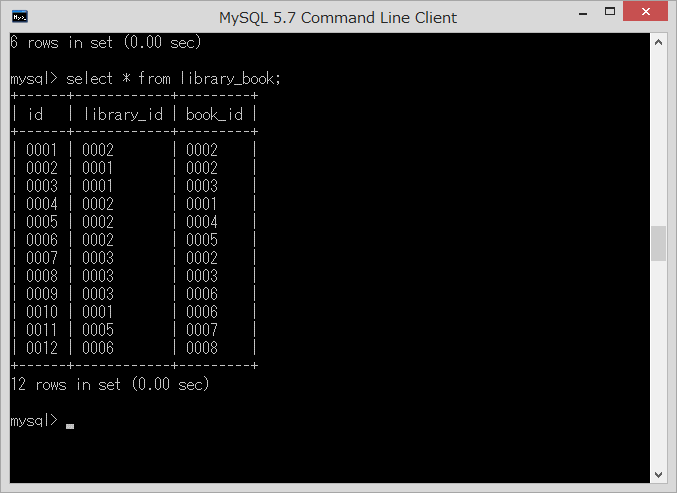 MySQL 5.7 Command Line Client
6 rows in set (0.00 sec)
mysql> select * from library_book;
+------+------------+---------+
| id   | library_id | book_id |
+------+------------+---------+
| 0001 | 0002       | 0002    |
| 0002 | 0001       | 0002    |
| 0003 | 0001       | 0003    |
| 0004 | 0002       | 0001    |
| 0005 | 0002       | 0004    |
| 0006 | 0002       | 0005    |
| 0007 | 0003       | 0002    |
| 0008 | 0003       | 0003    |
| 0009 | 0003       | 0006    |
| 0010 | 0001       | 0006    |
| 0011 | 0005       | 0007    |
| 0012 | 0006       | 0008    |
+------+------------+---------+
12 rows in set (0.00 sec)
mysql>